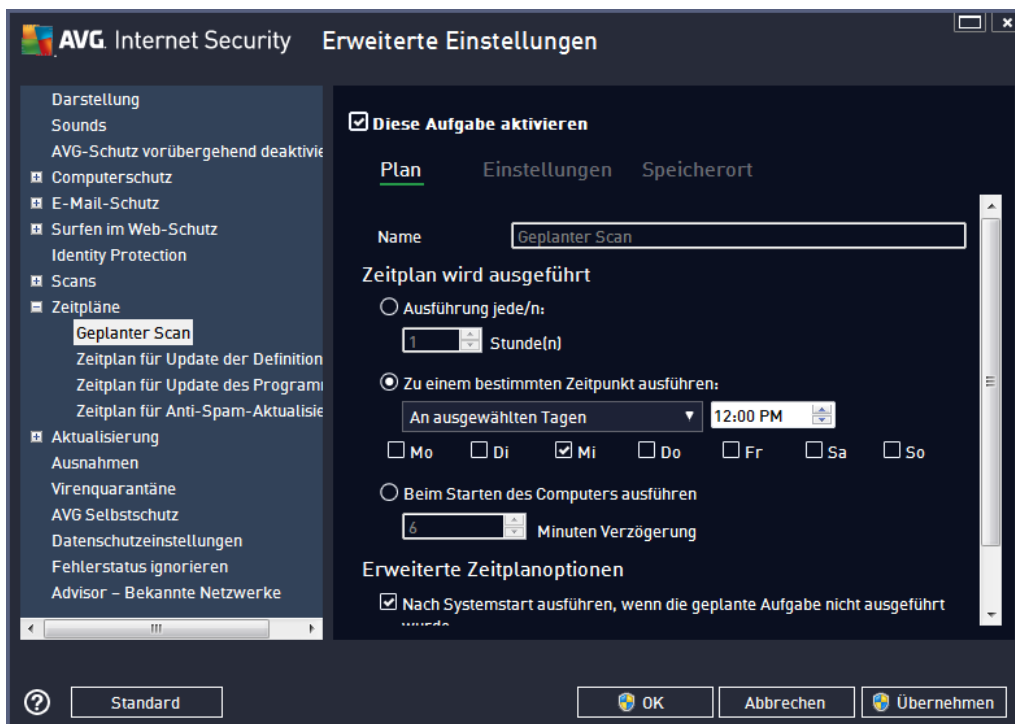 AVG. Internet Security Erweiterte Einstellungen
Darstellung
Sounds
AVG-Schutz vorübergehend deaktivie
Computerschutz
E-Mail-Schutz
Surfen im Web-Schutz
Identity Protection
Scans
Zeitpläne
Geplanter Scan
Zeitplan für Update der Definition
Zeitplan für Update des Program
Zeitplan für Anti-Spam-Aktualisie
Aktualisierung
Ausnahmen
Virenquarantäne
AVG Selbstschutz
Datenschutzeinstellungen
Fehlerstatus ignorieren
Advisor – Bekannte Netzwerke
Diese Aufgabe aktivieren
Plan Einstellungen Speicherort
Name Geplanter Scan
Zeitplan wird ausgeführt
Ausführung jede/n:
1 Stunde(n)
Zu einem bestimmten Zeitpunkt ausführen:
An ausgewählten Tagen 12:00 PM
Mo Di Mi Do Fr Sa So
Beim Starten des Computers ausführen
6 Minuten Verzögerung
Erweiterte Zeitplanoptionen
Nach Systemstart ausführen, wenn die geplante Aufgabe nicht ausgeführt
Standard OK Abbrechen Übernehmen